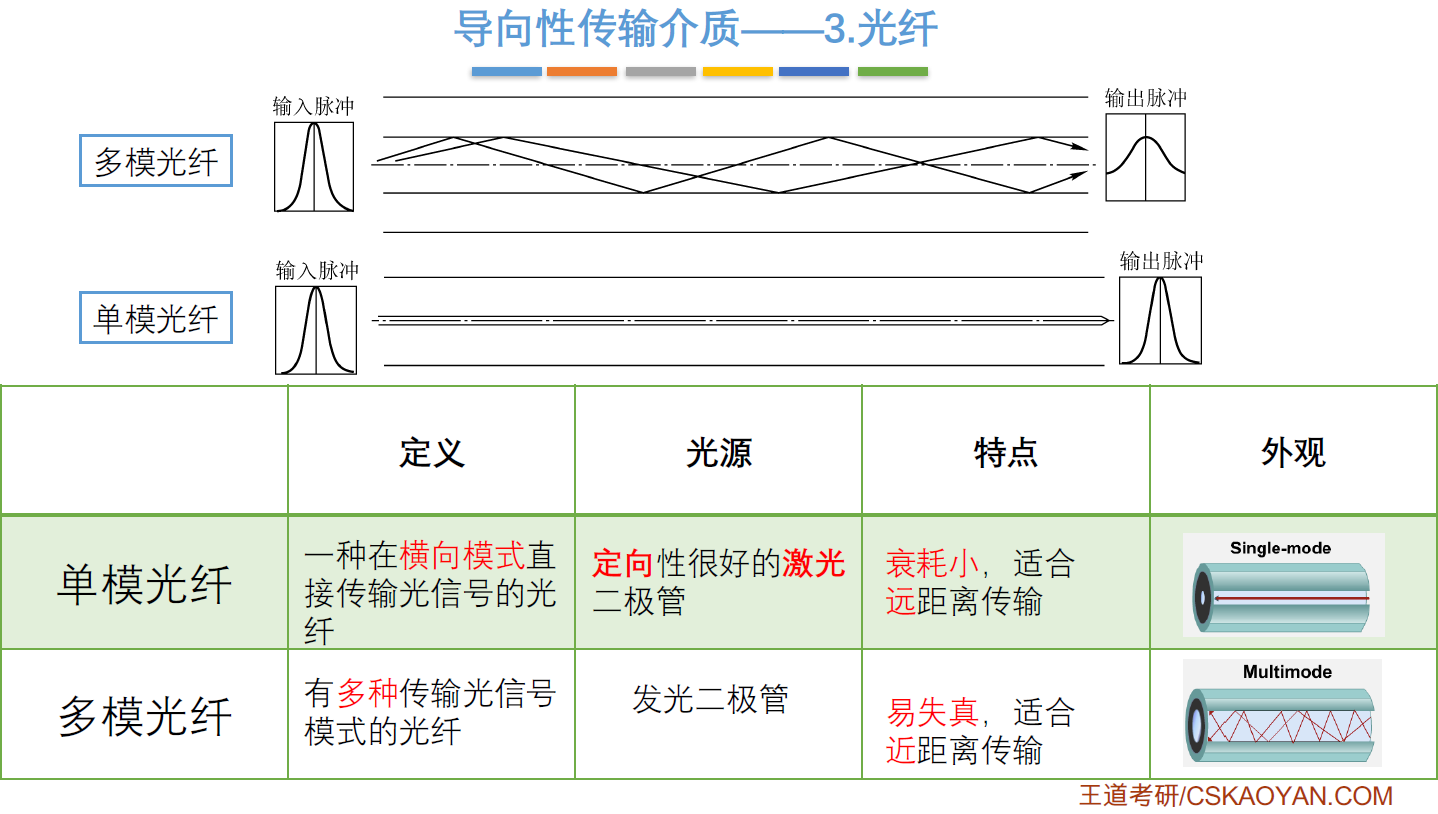 导向性传输介质——3.光纤
输入脉冲
输出脉冲
多模光纤
输入脉冲
输出脉冲
单模光纤
定义
光源
特点
外观
单模光纤
一种在横向模式直
接传输光信号的光
纤
定向性很好的激光
二极管
衰耗小，适合
远距离传输
Single-mode
多模光纤
有多种传输光信号
模式的光纤
发光二极管
易失真，适合
近距离传输
Multimode
王道考研/CSKAOYAN.COM